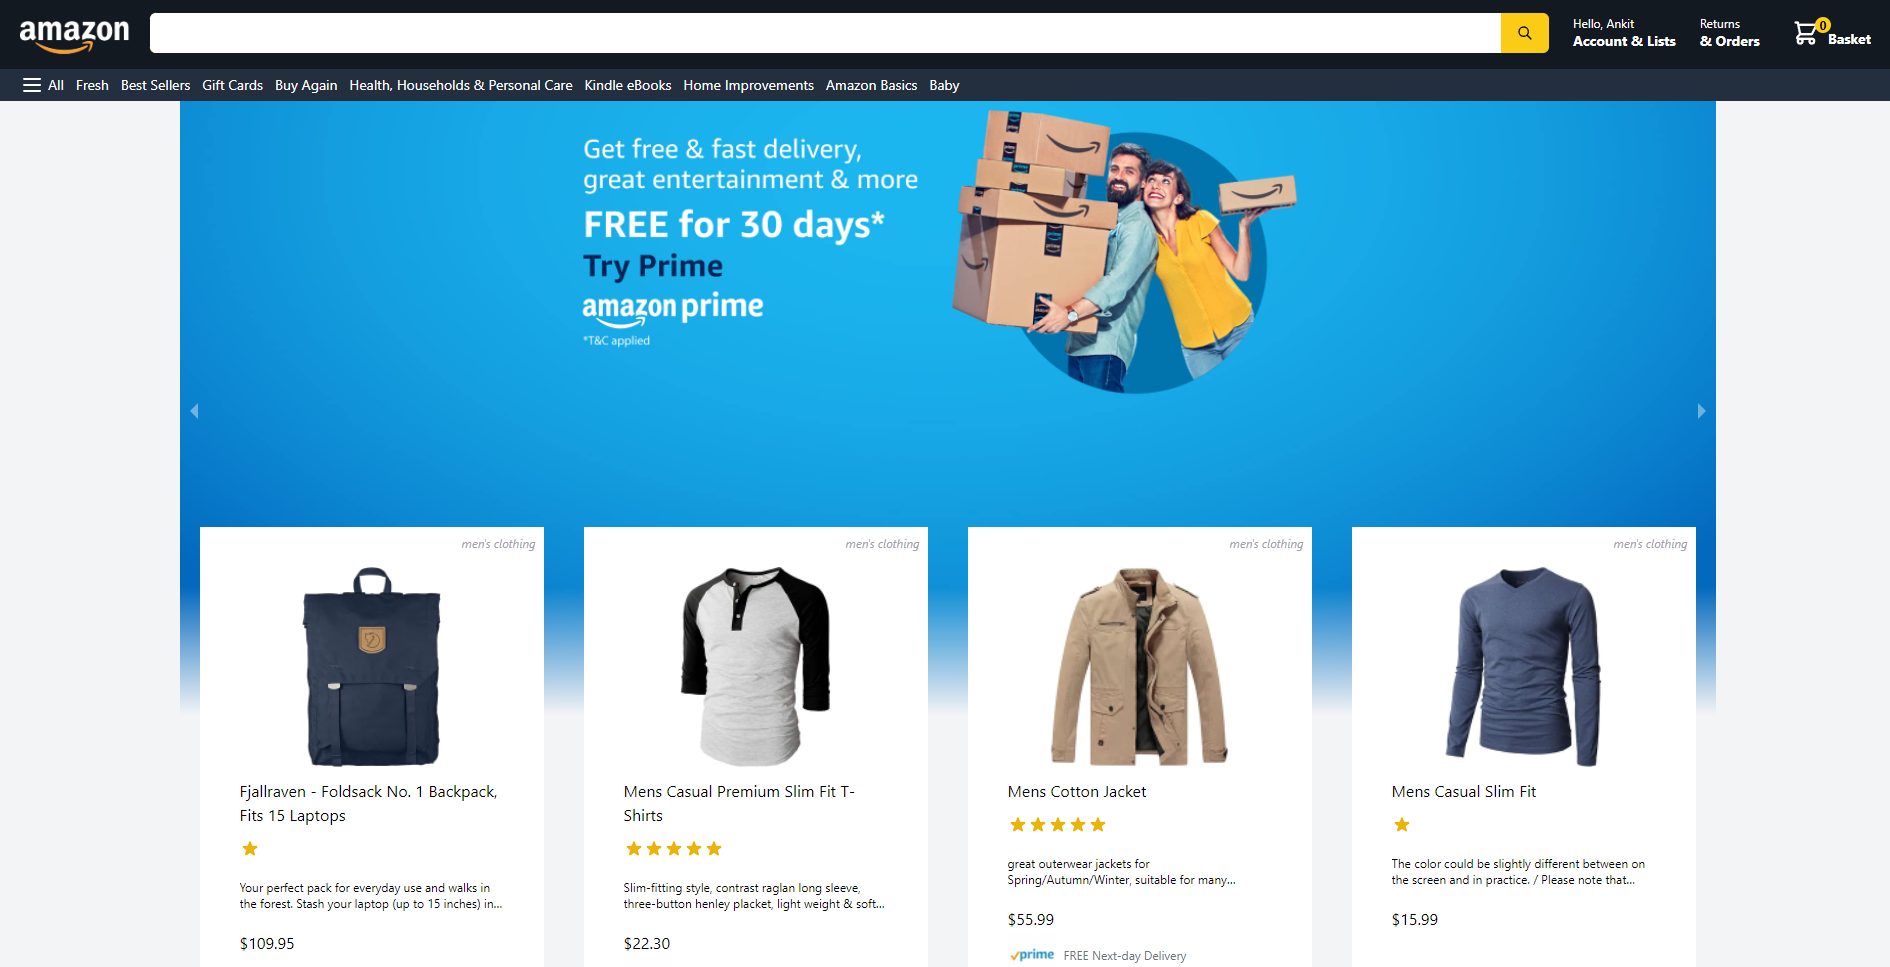 amazon
Hello, Ankit
Account & Lists
Returns
& Orders
0
Basket
All Fresh Best Sellers Gift Cards Buy Again Health, Households & Personal Care Kindle eBooks Home Improvements Amazon Basics Baby
Get free & fast delivery,
great entertainment & more
FREE for 30 days*
Try Prime
amazon prime
*T&C applied
men's clothing
Fjallraven - Foldsack No. 1 Backpack,
Fits 15 Laptops
Your perfect pack for everyday use and walks in
the forest. Stash your laptop (up to 15 inches) in...
$109.95
men's clothing
Mens Casual Premium Slim Fit T-
Shirts
Slim-fitting style, contrast raglan long sleeve,
three-button henley placket, light weight & soft...
$22.30
men's clothing
Mens Cotton Jacket
great outerwear jackets for
Spring/Autumn/Winter, suitable for many...
$55.99
prime FREE Next-day Delivery
men's clothing
Mens Casual Slim Fit
The color could be slightly different between on
the screen and in practice. / Please note that...
$15.99